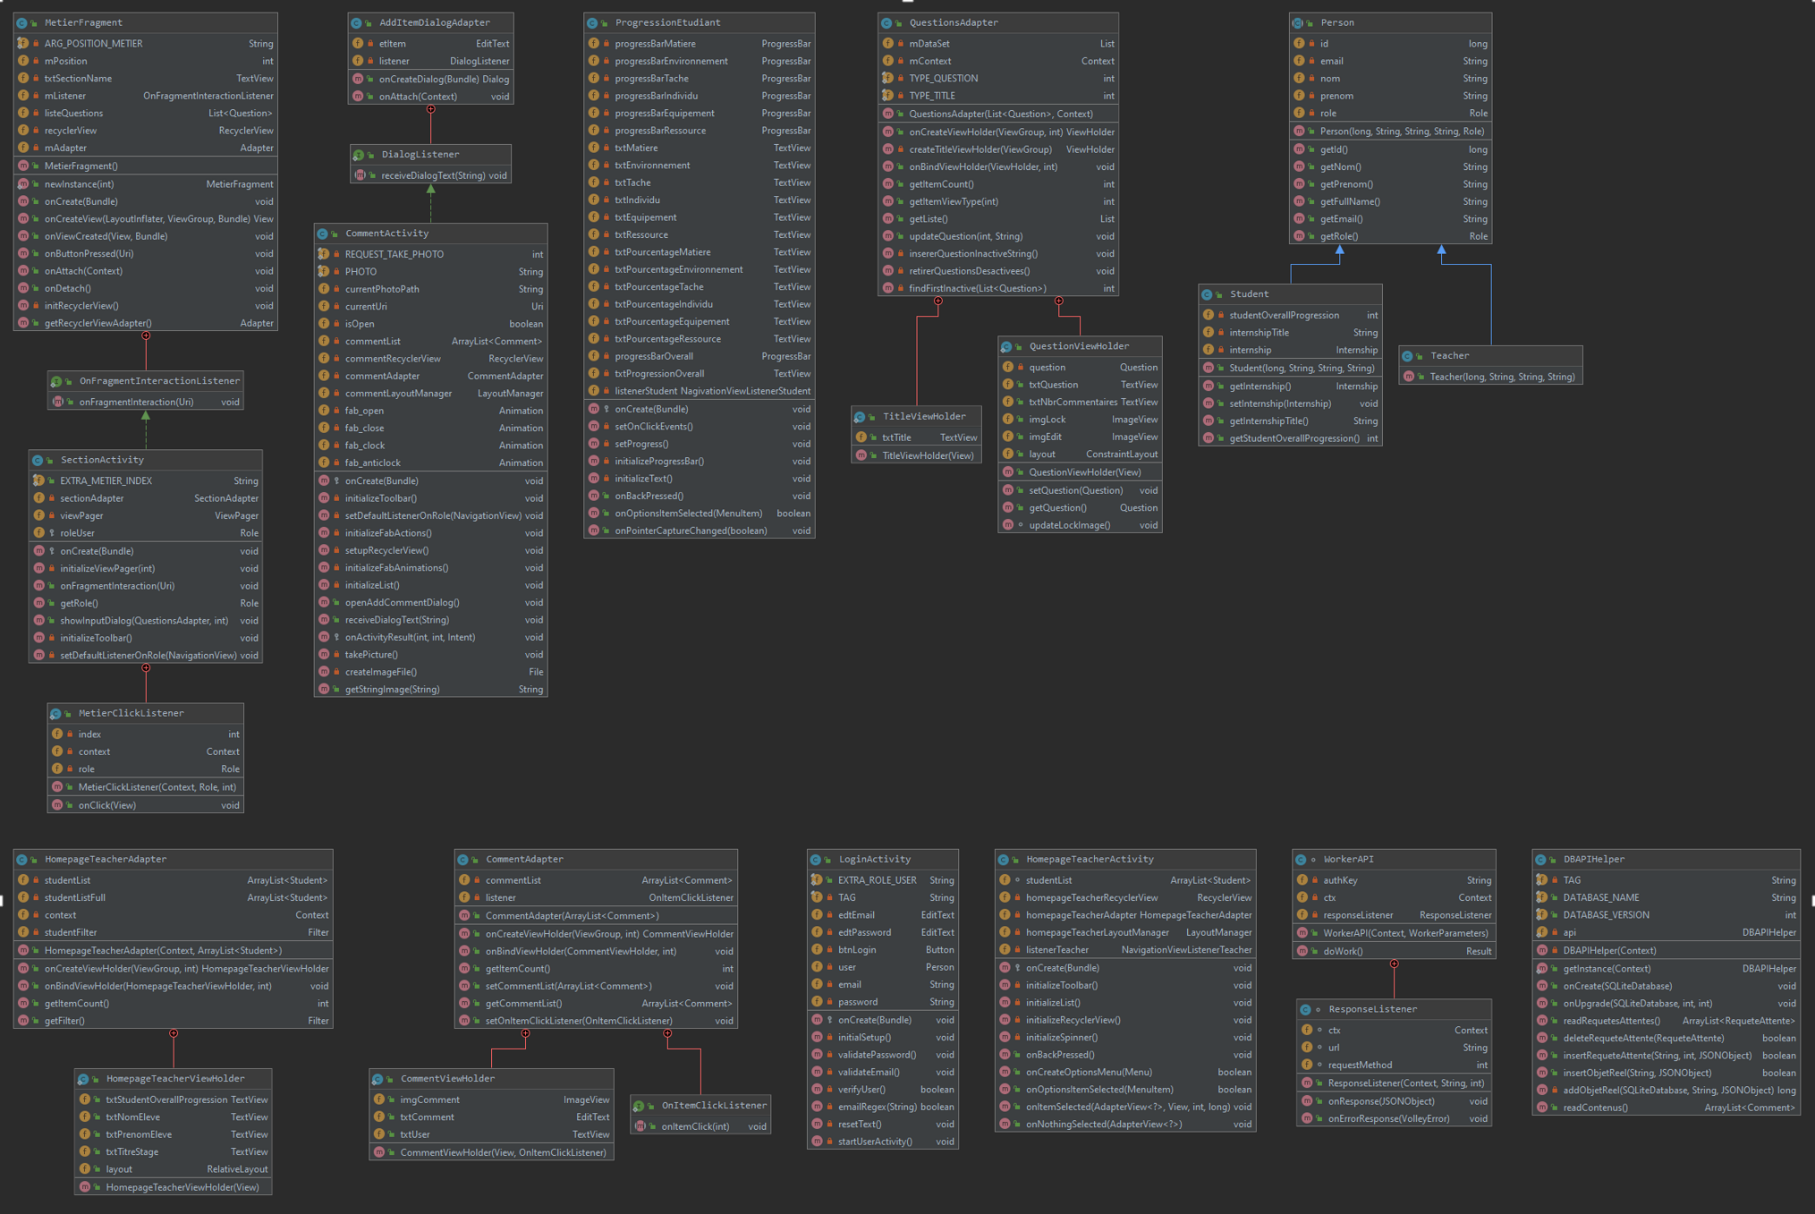 MetierFragment
ARG_POSITION_METIER String
mPosition int
txtSectionName TextView
mListener OnFragmentInteractionListener
listeQuestions List<Question>
recyclerView RecyclerView
mAdapter Adapter
MetierFragment()
newInstance(int) MetierFragment
onCreate(Bundle) void
onCreateView(LayoutInflater, ViewGroup, Bundle) View
onViewCreated(View, Bundle) void
onButtonPressed(Uri) void
onAttach(Context) void
onDetach() void
initRecyclerView() void
getRecyclerViewAdapter() Adapter
OnFragmentInteractionListener
onFragmentInteraction(Uri) void
SectionActivity
EXTRA_METIER_INDEX String
sectionAdapter SectionAdapter
viewPager ViewPager
roleUser Role
onCreate(Bundle) void
initializeViewPager(int) void
onFragmentInteraction(Uri) void
getRole() Role
showInputDialog(QuestionsAdapter, int) void
initializeToolbar() void
setDefaultListenerOnRole(NavigationView) void
MetierClickListener
index int
context Context
role Role
MetierClickListener(Context, Role, int)
onClick(View) void
AddItemDialogAdapter
etItem EditText
listener DialogListener
onCreateDialog(Bundle) Dialog
onAttach(Context) void
DialogListener
receiveDialogText(String) void
CommentActivity
REQUEST_TAKE_PHOTO int
PHOTO String
currentPhotoPath String
currentUri Uri
isOpen boolean
commentList ArrayList<Comment>
commentRecyclerView RecyclerView
commentAdapter CommentAdapter
commentLayoutManager LayoutManager
fab_open Animation
fab_close Animation
fab_clock Animation
fab_anticlock Animation
onCreate(Bundle) void
initializeToolbar() void
setDefaultListenerOnRole(NavigationView) void
initializeFabActions() void
setupRecyclerView() void
initializeFabAnimations() void
initializeList() void
openAddCommentDialog() void
receiveDialogText(String) void
onActivityResult(int, int, Intent) void
takePicture() void
createImageFile() File
getStringImage(String) String
ProgressionEtudiant
progressBarMatiere ProgressBar
progressBarEnvironnement ProgressBar
progressBarTache ProgressBar
progressBarIndividu ProgressBar
progressBarEquipement ProgressBar
progressBarRessource ProgressBar
txtMatiere TextView
txtEnvironnement TextView
txtTache TextView
txtIndividu TextView
txtEquipement TextView
txtRessource TextView
txtPourcentageMatiere TextView
txtPourcentageEnvironnement TextView
txtPourcentageTache TextView
txtPourcentageIndividu TextView
txtPourcentageEquipement TextView
txtPourcentageRessource TextView
progressBarOverall ProgressBar
txtProgressionOverall TextView
listenerStudent NagivationViewListenerStudent
onCreate(Bundle) void
setOnClickEvents() void
setProgress() void
initializeProgressBar() void
initializeText() void
onBackPressed() void
onOptionsItemSelected(MenuItem) boolean
onPointerCaptureChanged(boolean) void
QuestionsAdapter
mDataSet List
mContext Context
TYPE_QUESTION int
TYPE_TITLE int
QuestionsAdapter(List<Question>, Context)
onCreateViewHolder(ViewGroup, int) ViewHolder
createTitleViewHolder(ViewGroup) ViewHolder
onBindViewHolder(ViewHolder, int) void
getItemCount() int
getItemViewType(int) int
getListe() List
updateQuestion(int, String) void
insererQuestionInactiveString() void
retirerQuestionsDesactivees() void
findFirstInactive(List<Question>) int
TitleViewHolder
txtTitle TextView
TitleViewHolder(View)
QuestionViewHolder
question Question
txtQuestion TextView
txtNbrCommentaires TextView
imgLock ImageView
imgEdit ImageView
layout ConstraintLayout
QuestionViewHolder(View)
setQuestion(Question) void
getQuestion() Question
updateLockImage() void
Person
id long
email String
nom String
prenom String
role Role
Person(long, String, String, String, Role)
getId() long
getNom() String
getPrenom() String
getFullName() String
getEmail() String
getRole() Role
Student
studentOverallProgression int
internshipTitle String
internship Internship
Student(long, String, String, String)
getInternship() Internship
setInternship(Internship) void
getInternshipTitle() String
getStudentOverallProgression() int
Teacher
Teacher(long, String, String, String)
HomepageTeacherAdapter
studentList ArrayList<Student>
studentListFull ArrayList<Student>
context Context
studentFilter Filter
HomepageTeacherAdapter(Context, ArrayList<Student>)
onCreateViewHolder(ViewGroup, int) HomepageTeacherViewHolder
onBindViewHolder(HomepageTeacherViewHolder, int) void
getItemCount() int
getFilter() Filter
HomepageTeacherViewHolder
txtStudentOverallProgression TextView
txtNomEleve TextView
txtPrenomEleve TextView
txtTitreStage TextView
layout RelativeLayout
HomepageTeacherViewHolder(View)
CommentAdapter
commentList ArrayList<Comment>
listener OnItemClickListener
CommentAdapter(ArrayList<Comment>)
onCreateViewHolder(ViewGroup, int) CommentViewHolder
onBindViewHolder(CommentViewHolder, int) void
getItemCount() int
setCommentList(ArrayList<Comment>) void
getCommentList() ArrayList<Comment>
setOnItemClickListener(OnItemClickListener) void
CommentViewHolder
imgComment ImageView
txtComment EditText
txtUser TextView
CommentViewHolder(View, OnItemClickListener)
OnItemClickListener
onItemClick(int) void
LoginActivity
EXTRA_ROLE_USER String
TAG String
edtEmail EditText
edtPassword EditText
btnLogin Button
user Person
email String
password String
onCreate(Bundle) void
initialSetup() void
validatePassword() void
validateEmail() void
verifyUser() boolean
emailRegex(String) boolean
resetText() void
startUserActivity() void
HomepageTeacherActivity
studentList ArrayList<Student>
homepageTeacherRecyclerView RecyclerView
homepageTeacherAdapter HomepageTeacherAdapter
homepageTeacherLayoutManager LayoutManager
listenerTeacher NavigationViewListenerTeacher
onCreate(Bundle) void
initializeToolbar() void
initializeList() void
initializeRecyclerView() void
initializeSpinner() void
onBackPressed() void
onCreateOptionsMenu(Menu) boolean
onOptionsItemSelected(MenuItem) boolean
onItemSelected(AdapterView<?>, View, int, long) void
onNothingSelected(AdapterView<?>) void
WorkerAPI
authKey String
ctx Context
responseListener ResponseListener
WorkerAPI(Context, WorkerParameters)
doWork() Result
ResponseListener
ctx Context
url String
requestMethod int
ResponseListener(Context, String, int)
onResponse(JSONObject) void
onErrorResponse(VolleyError) void
DBAPIHelper
TAG String
DATABASE_NAME String
DATABASE_VERSION int
api DBAPIHelper
DBAPIHelper(Context)
getInstance(Context) DBAPIHelper
onCreate(SQLiteDatabase) void
onUpgrade(SQLiteDatabase, int, int) void
readRequetesAttentes() ArrayList<RequeteAttente>
deleteRequeteAttente(RequeteAttente) boolean
insertRequeteAttente(String, int, JSONObject) boolean
insertObjetReel(String, JSONObject) boolean
addObjetReel(SQLiteDatabase, String, JSONObject) long
readContenus() ArrayList<Comment>